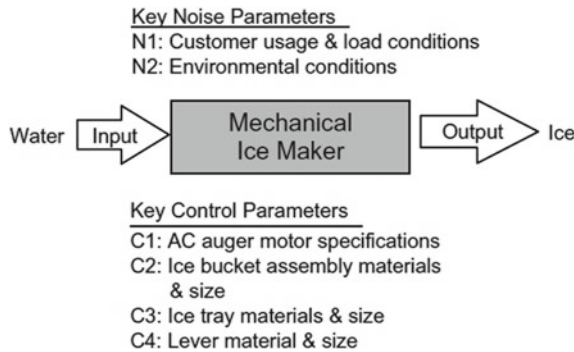 Key Noise Parameters
N1: Customer usage & load conditions
N2: Environmental conditions
Water
Input
Mechanical
Ice Maker
Output
Ice
Key Control Parameters
C1: AC auger motor specifications
C2: Ice bucket assembly materials
& size
C3: Ice tray materials & size
C4: Lever material & size